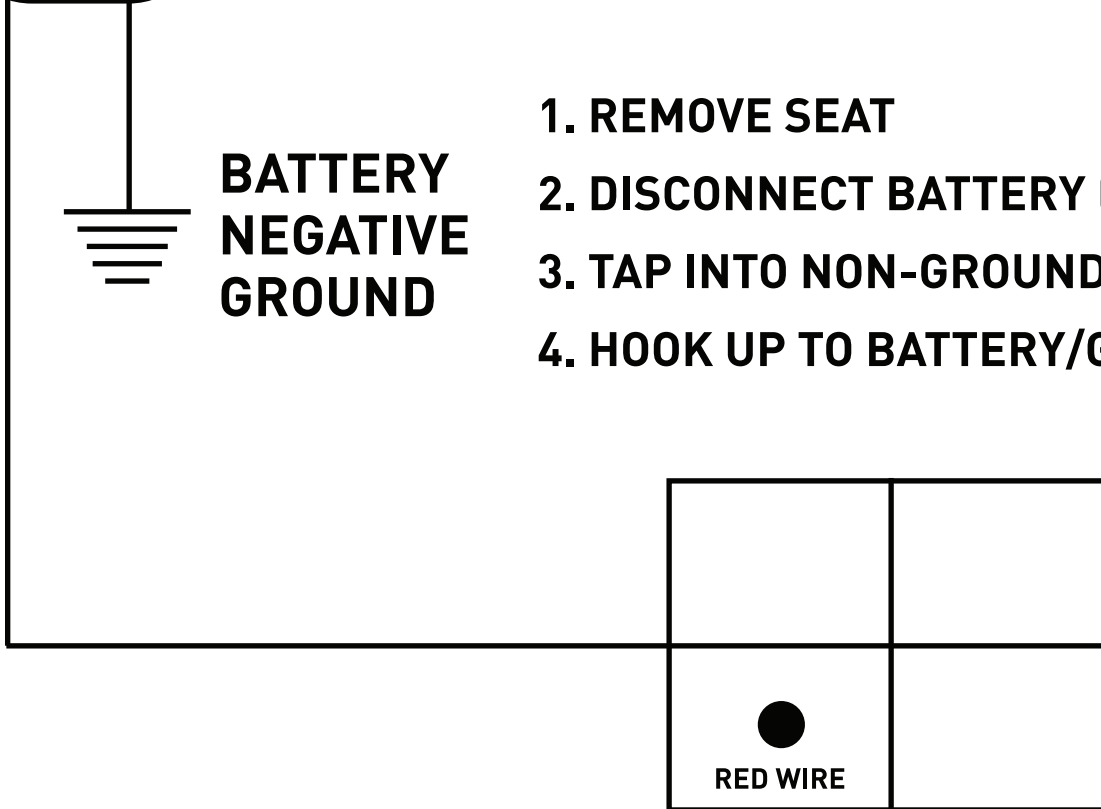 BATTERY
NEGATIVE
GROUND
1. REMOVE SEAT
2. DISCONNECT BATTERY
3. TAP INTO NON-GROUND
4. HOOK UP TO BATTERY/
RED WIRE